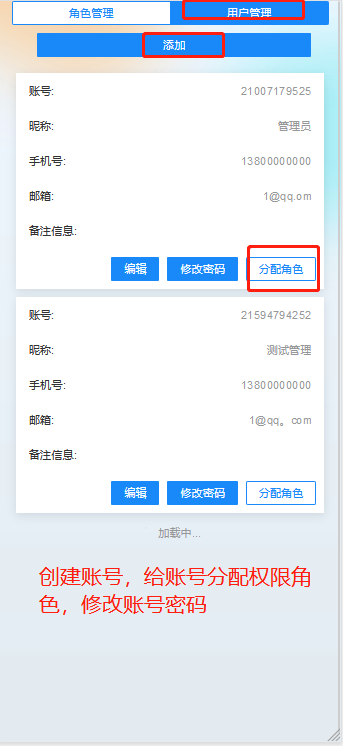 角色管理 用户管理
添加
账号: 21007179525
昵称: 管理员
手机号: 13800000000
邮箱: 1@qq.om
备注信息:
编辑 修改密码 分配角色
账号: 21594794252
昵称: 测试管理
手机号: 13800000000
邮箱: 1@qq。com
备注信息:
编辑 修改密码 分配角色
加载中...
创建账号，给账号分配权限角
色，修改账号密码